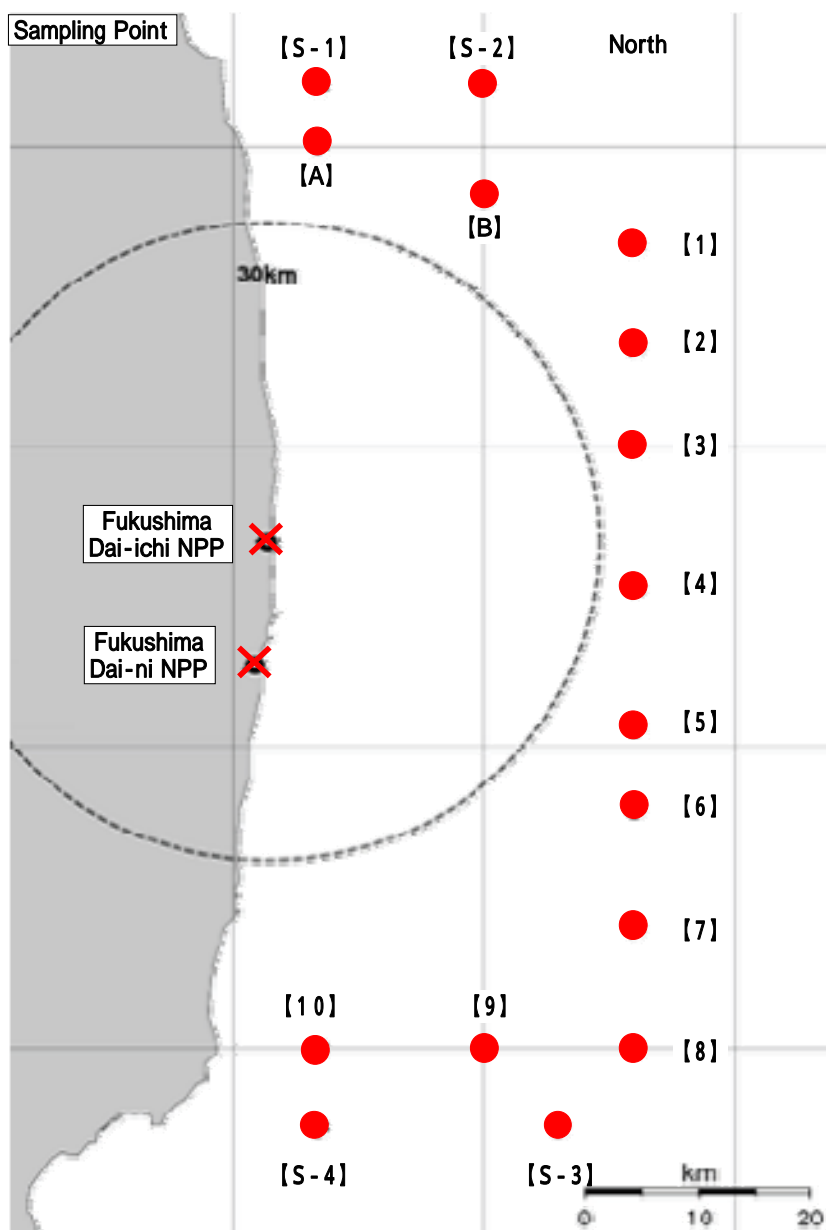 Sampling Point
【S-1】
【S-2】
North
【A】
【B】
【1】
30km
【2】
【3】
Fukushima
Dai-ichi NPP
【4】
Fukushima
Dai-ni NPP
【5】
【6】
【7】
【10】
【9】
【8】
【S-4】
【S-3】
km
0 10 20